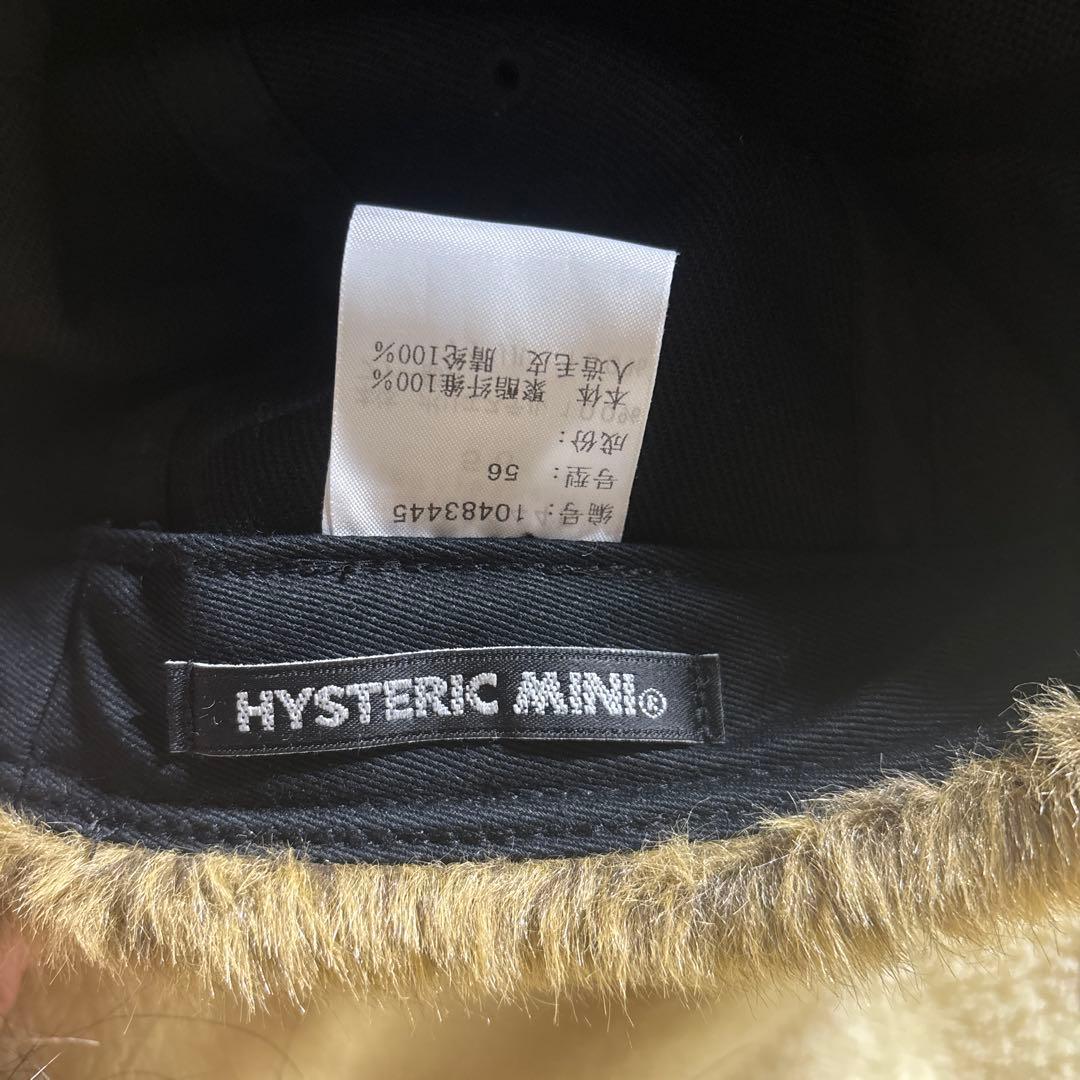 编号: 10483445
号型: 56
成份:
本体 聚酯纤维100%
人造毛皮 腈纶100%
HYSTERIC MINI®